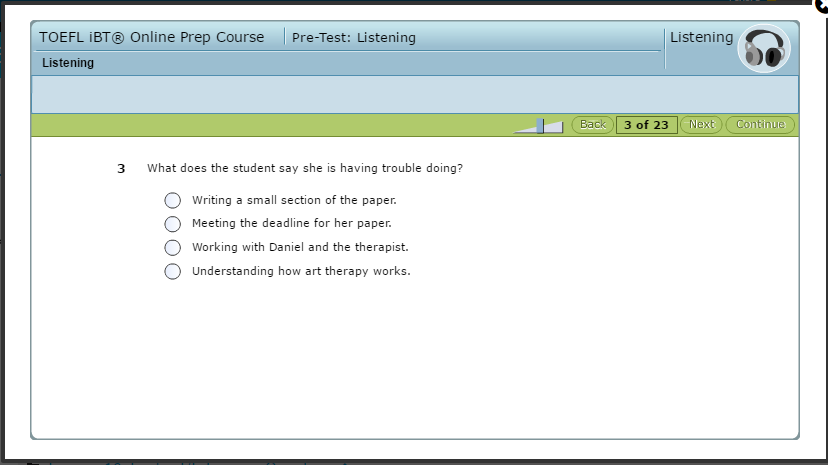 TOEFL iBT® Online Prep Course Pre-Test: Listening Listening
Listening
Back 3 of 23 Next Continue
3 What does the student say she is having trouble doing?
Writing a small section of the paper.
Meeting the deadline for her paper.
Working with Daniel and the therapist.
Understanding how art therapy works.